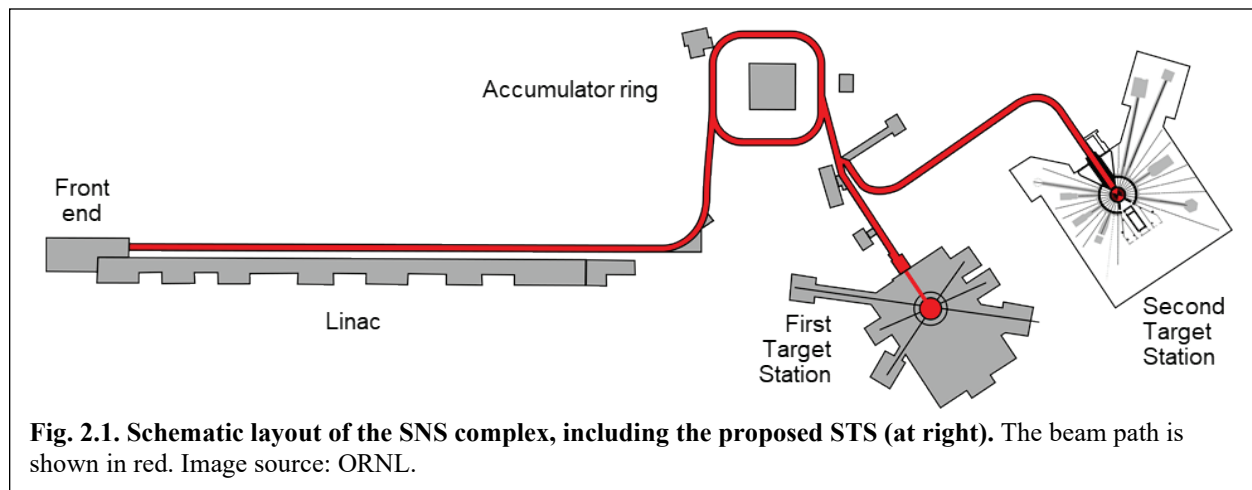 Accumulator ring
Front
end
Linac
First
Target
Station
Second
Target
Station
Fig. 2.1. Schematic layout of the SNS complex, including the proposed STS (at right). The beam path is
shown in red. Image source: ORNL.